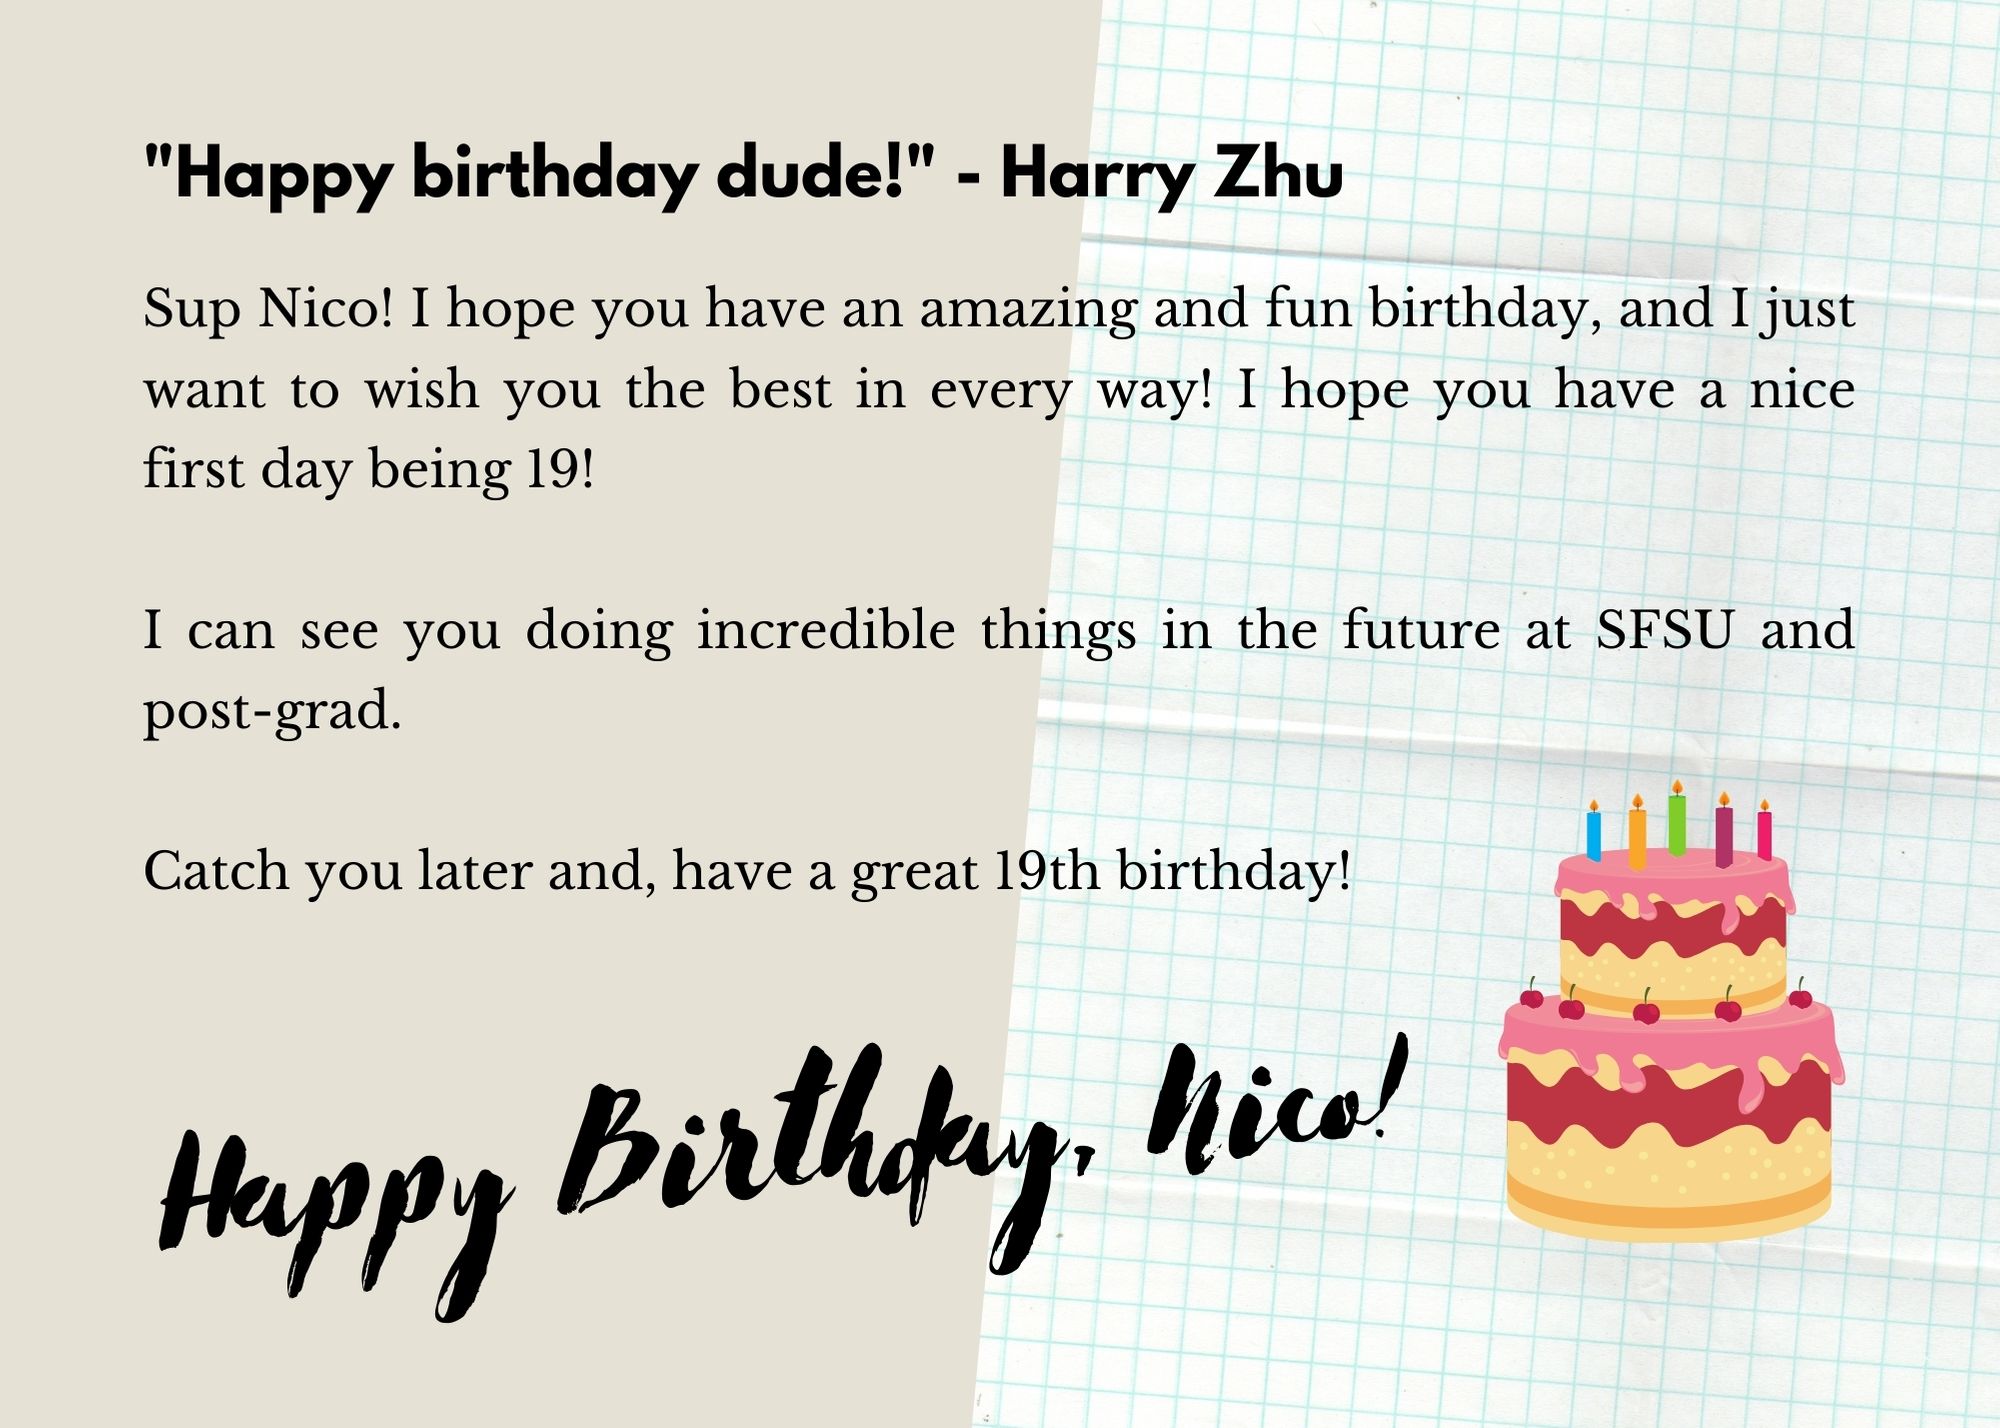 "Happy birthday dude!" - Harry Zhu
Sup Nico! I hope you have an amazing and fun birthday, and I just
want to wish you the best in every way! I hope you have a nice
first day being 19!
I can see you doing incredible things in the future at SFSU and
post-grad.
Catch you later and, have a great 19th birthday!
Happy Birthday, Nico!